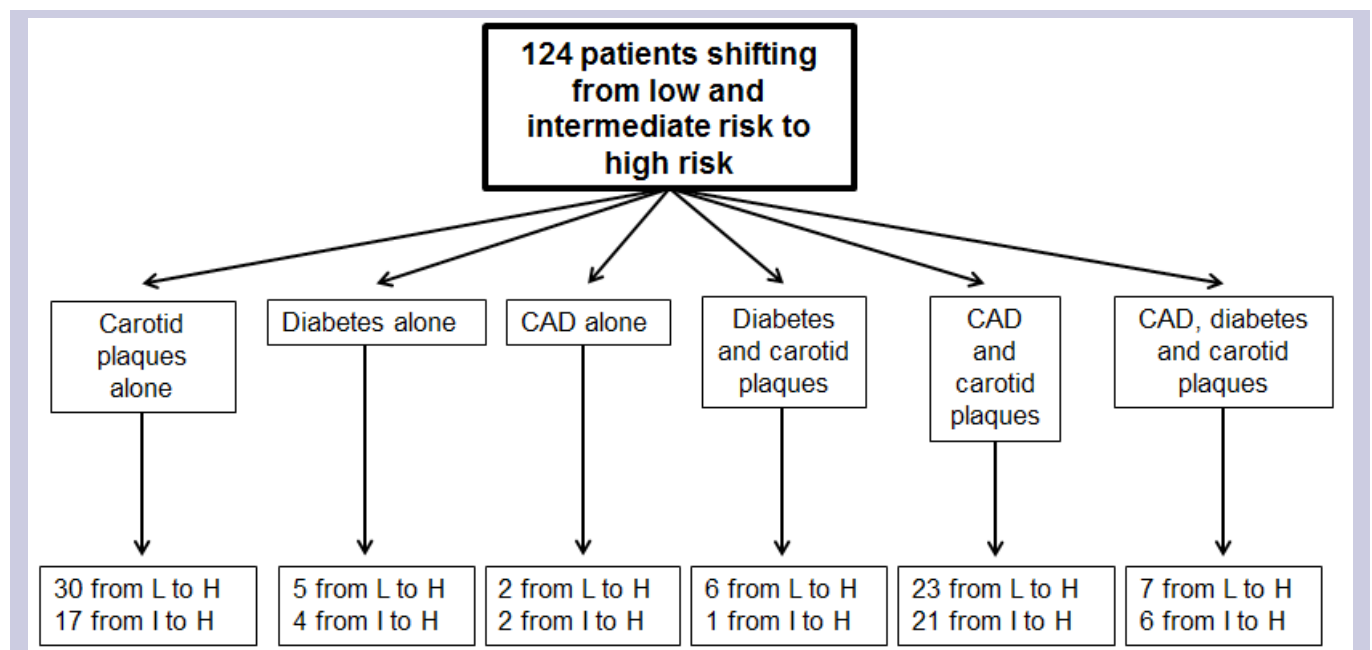 124 patients shifting
from low and
intermediate risk to
high risk
Carotid
plaques
alone
Diabetes alone
CAD alone
Diabetes
and carotid
plaques
CAD
and
carotid
plaques
CAD, diabetes
and carotid
plaques
30 from L to H
17 from I to H
5 from L to H
4 from I to H
2 from L to H
2 from I to H
6 from L to H
1 from I to H
23 from L to H
21 from I to H
7 from L to H
6 from I to H